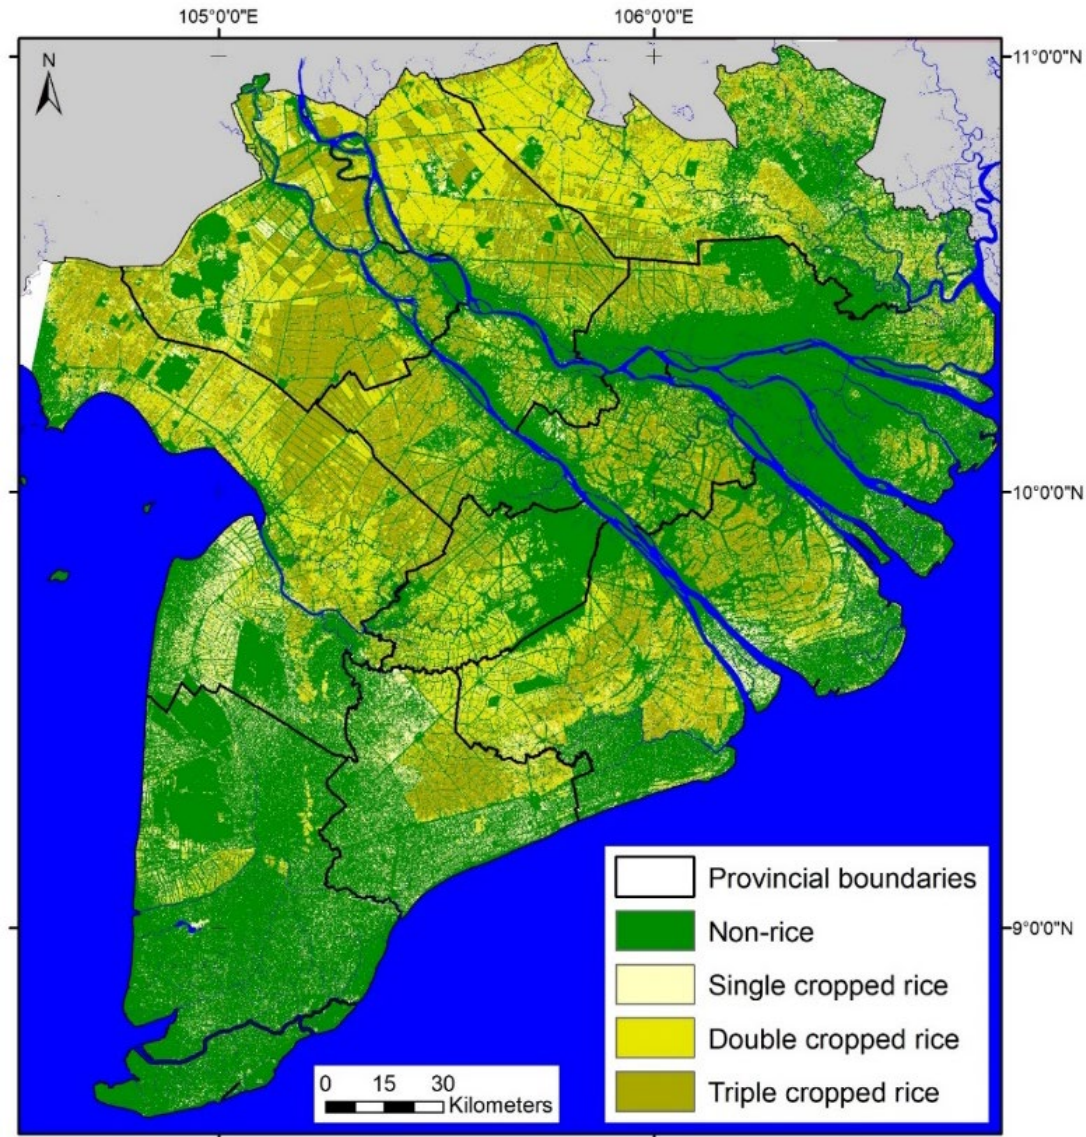 105°0'0"E 106°0'0"E
N
11°0'0"N
10°0'0"N
9°0'0"N
Provincial boundaries
Non-rice
Single cropped rice
Double cropped rice
Triple cropped rice
0 15 30
Kilometers